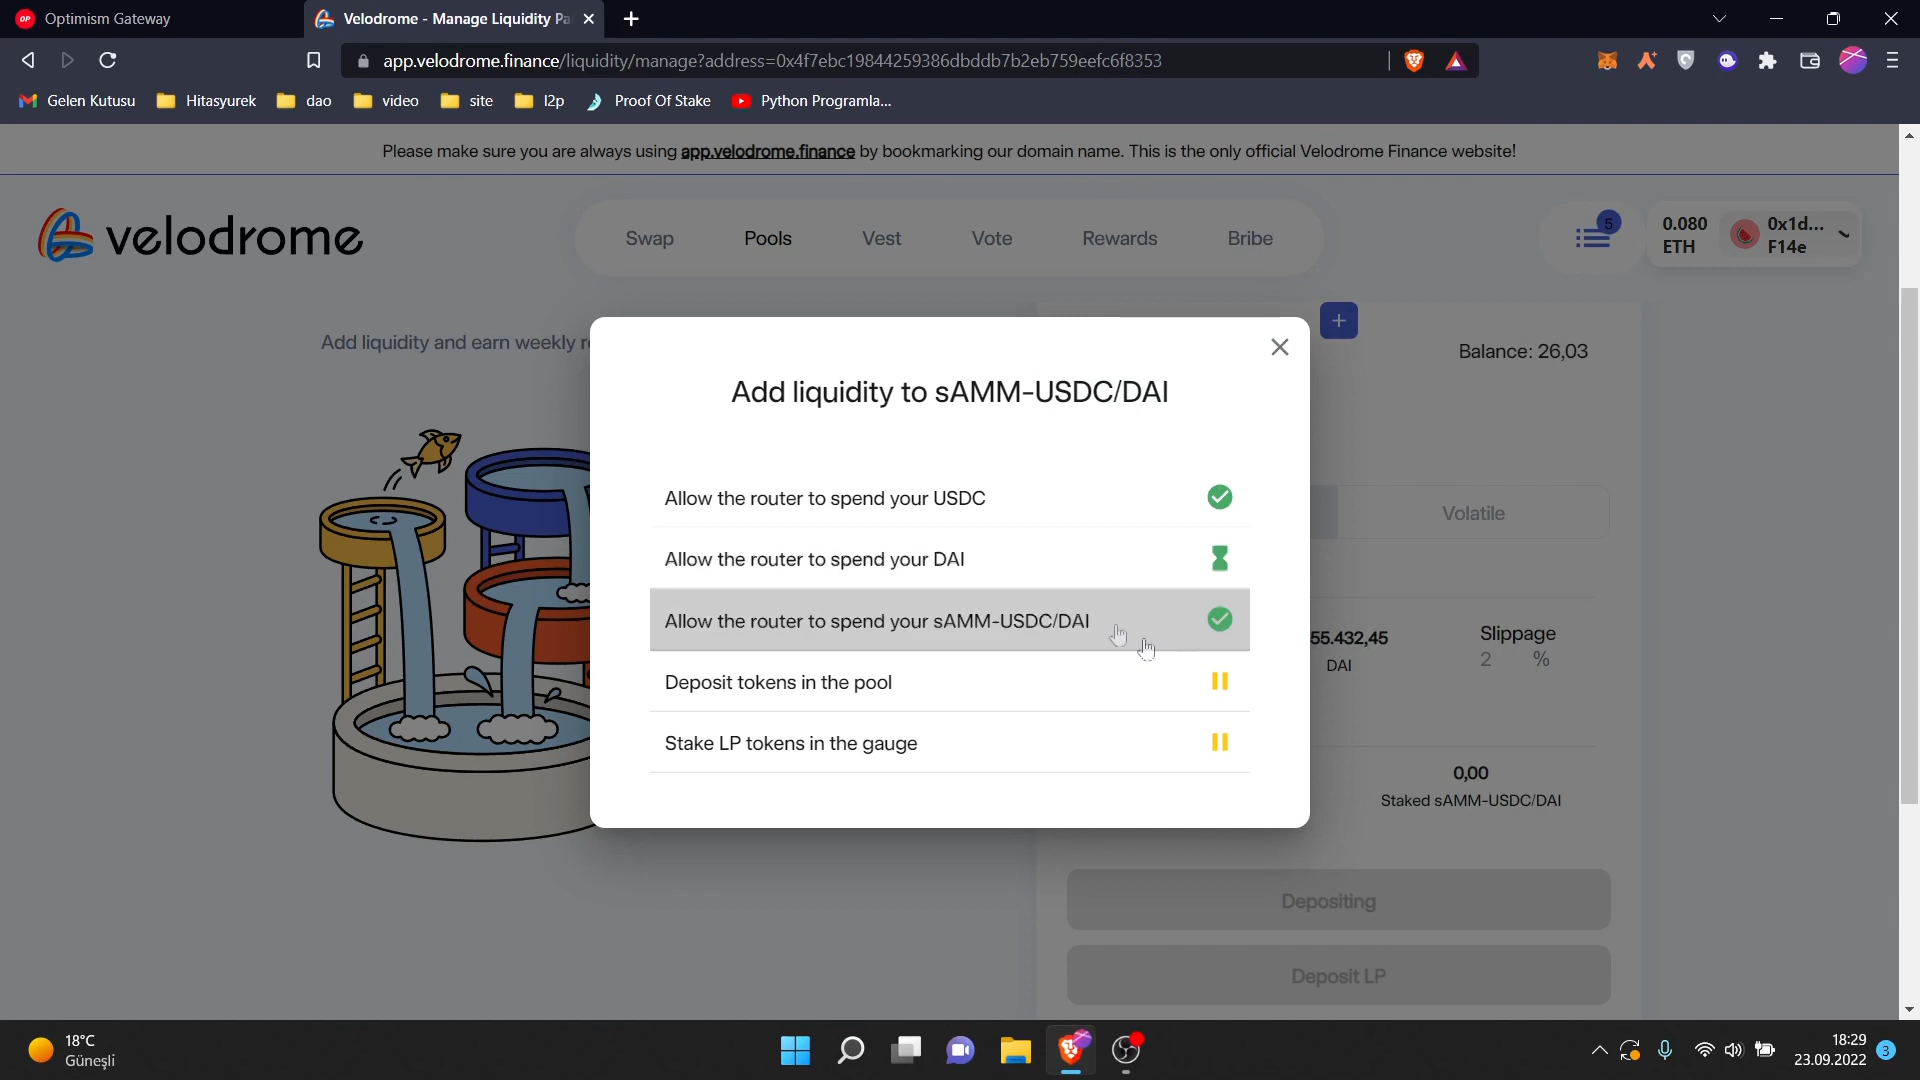 Optimism Gateway
Velodrome - Manage Liquidity Pa
app.velodrome.finance/liquidity/manage?address=0x4f7ebc19844259386dbddb7b2eb759eefc6f8353
Gelen Kutusu
Hitasyurek
dao
video
site
l2p
Proof Of Stake
Python Programla...
Please make sure you are always using app.velodrome.finance by bookmarking our domain name. This is the only official Velodrome Finance website!
velodrome
Swap
Pools
Vest
Vote
Rewards
Bribe
5
0.080
ETH
0x1d...
F14e
Add liquidity and earn weekly r
+
Balance: 26,03
Add liquidity to sAMM-USDC/DAI
Allow the router to spend your USDC
Allow the router to spend your DAI
Allow the router to spend your sAMM-USDC/DAI
Deposit tokens in the pool
Stake LP tokens in the gauge
Volatile
55.432,45
DAI
Slippage
2 %
0,00
Staked sAMM-USDC/DAI
Depositing
Deposit LP
18°C
Güneşli
18:29
23.09.2022
3